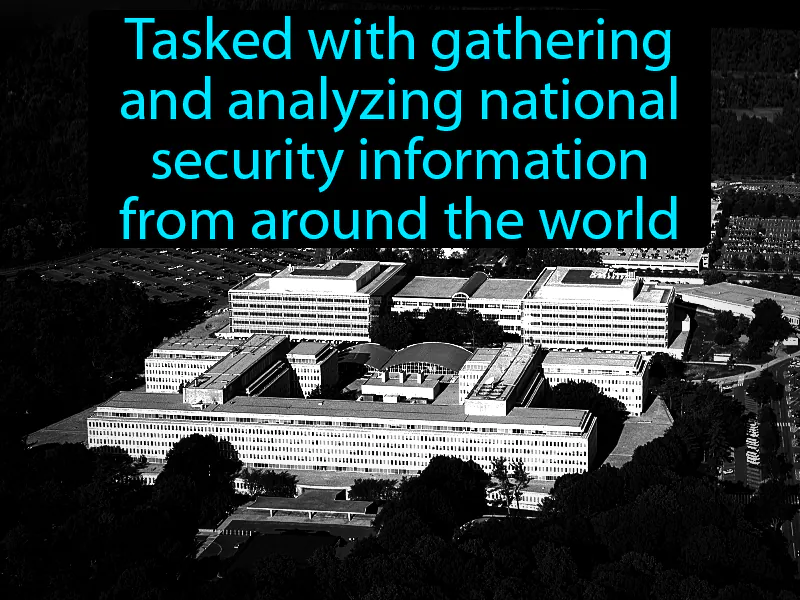 Tasked with gathering
and analyzing national
security information
from around the world